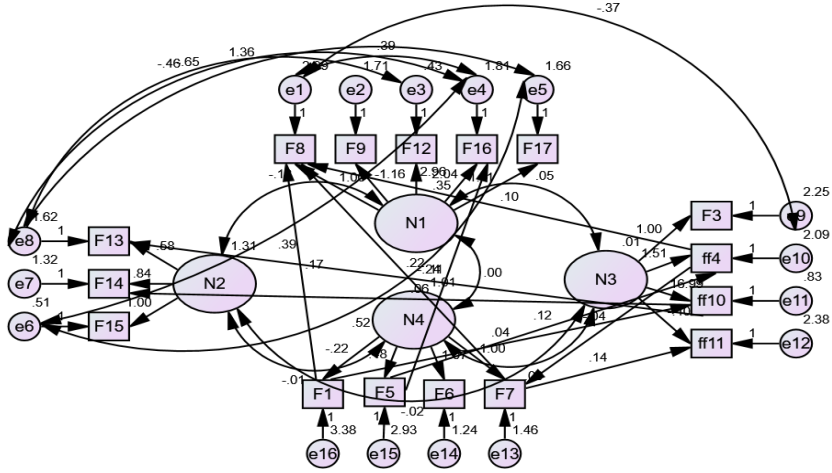 -.37
-.46 .65 1.36 .39 1.71 .43 1.81 1.66
e1 e2 e3 e4 e5
1 1 1 1 1
F8 F9 F12 F16 F17
-1.16 2.96 2.04 .05
.35
.10
N1
2.25
F3 1 e9
1.00
2.09
.01
1.51
ff4 1 e10
.83
ff10 1 e11
2.38
ff11 1 e12
1.62
e8 1 F13
1.32
.58 1.31 .39
e7 1 F14 .84
.51
.17
e6 1 F15 1.00
N2
N3
.00
.22
1.01
.06
N4
.52
.12
.04
-.22
1.00
.14
-.01
-.02
F1 F5 F6 F7
1 1 1 1
3.38 2.93 1.24 1.46
e16 e15 e14 e13